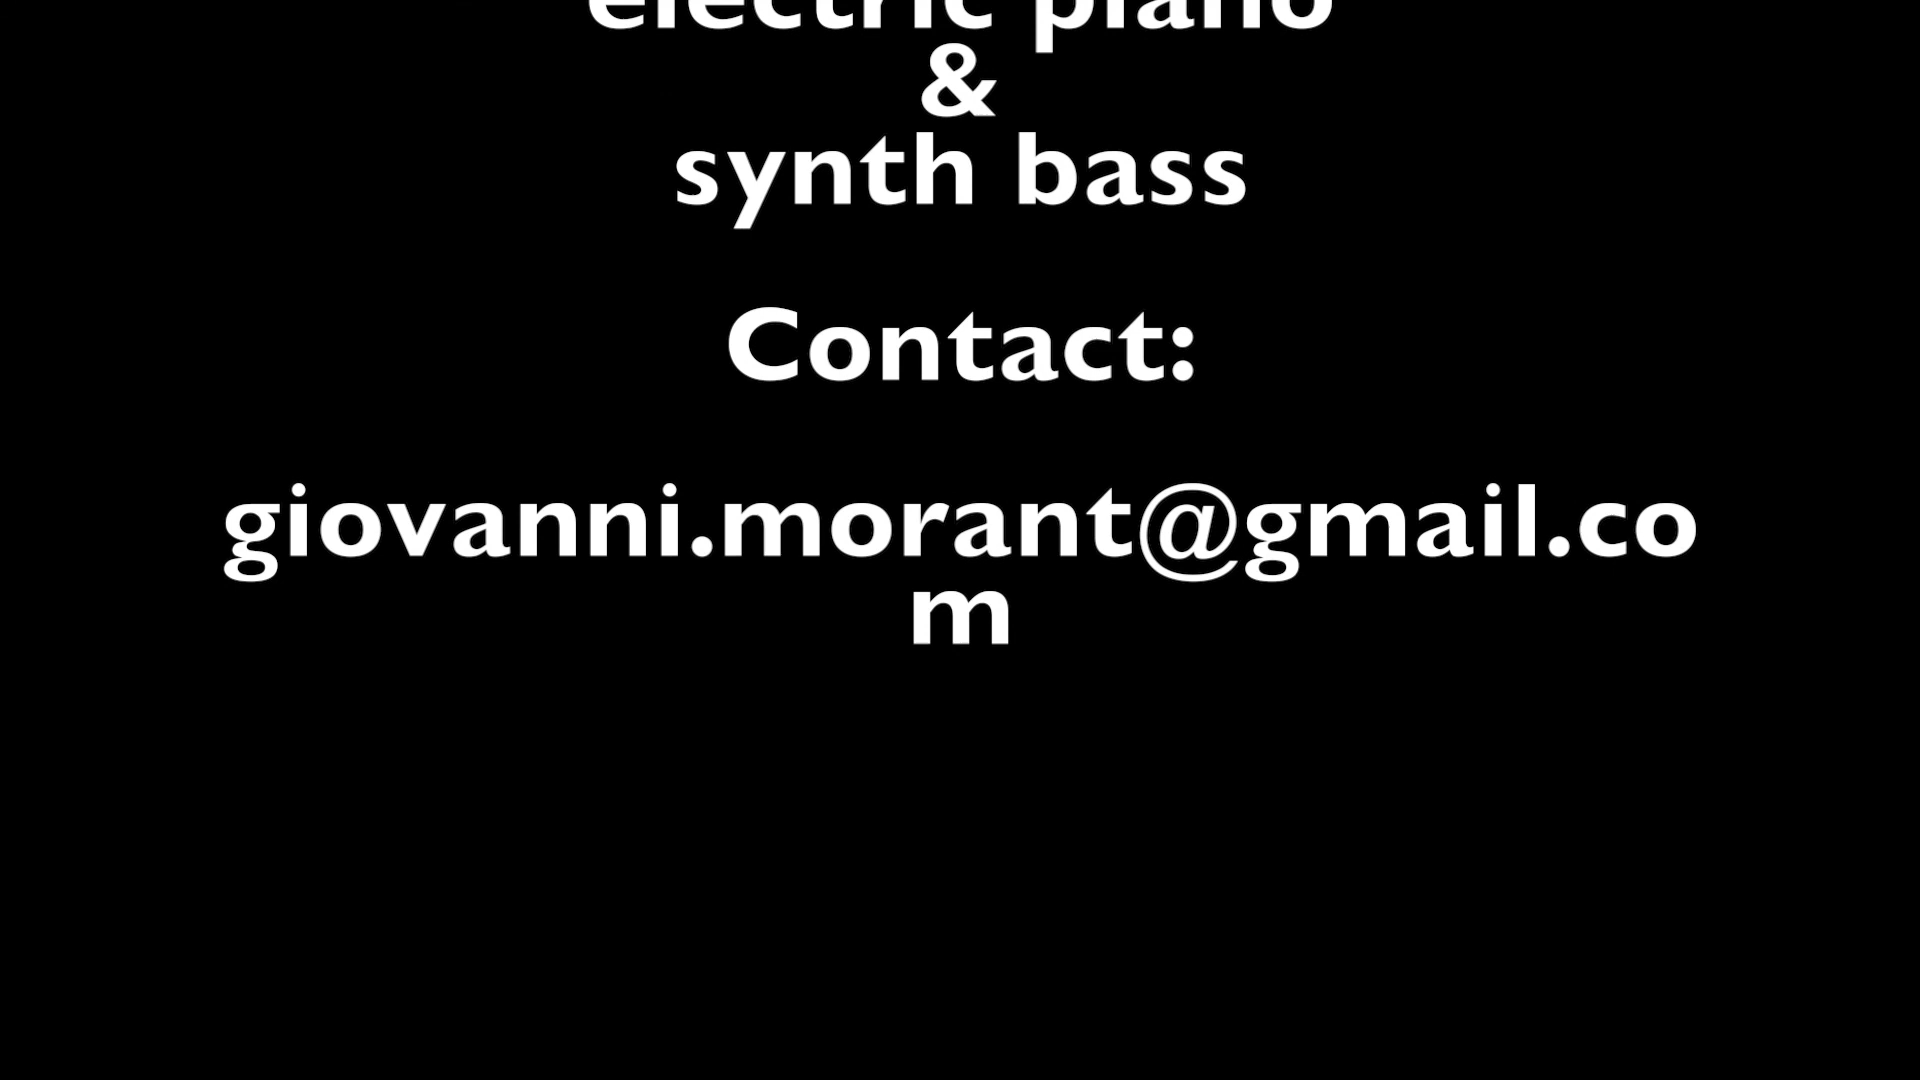 electric piano
&
synth bass
Contact:
giovanni.morant@gmail.co
m